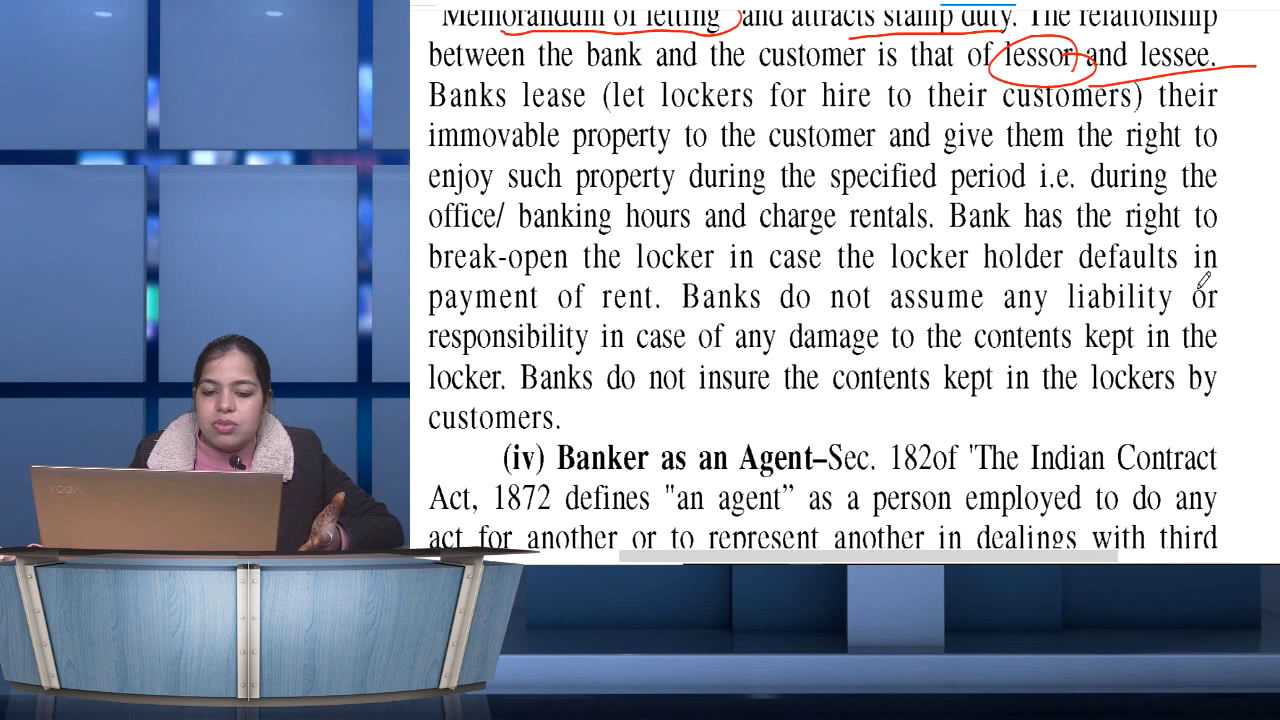 "Memorandum of letting and attracts stamp duty. The relationship
between the bank and the customer is that of lessor and lessee.
Banks lease (let lockers for hire to their customers) their
immovable property to the customer and give them the right to
enjoy such property during the specified period i.e. during the
office/ banking hours and charge rentals. Bank has the right to
break-open the locker in case the locker holder defaults in
payment of rent. Banks do not assume any liability or
responsibility in case of any damage to the contents kept in the
locker. Banks do not insure the contents kept in the lockers by
customers.
(iv) Banker as an Agent–Sec. 182of 'The Indian Contract
Act, 1872 defines "an agent” as a person employed to do any
act for another or to represent another in dealings with third
YOGA